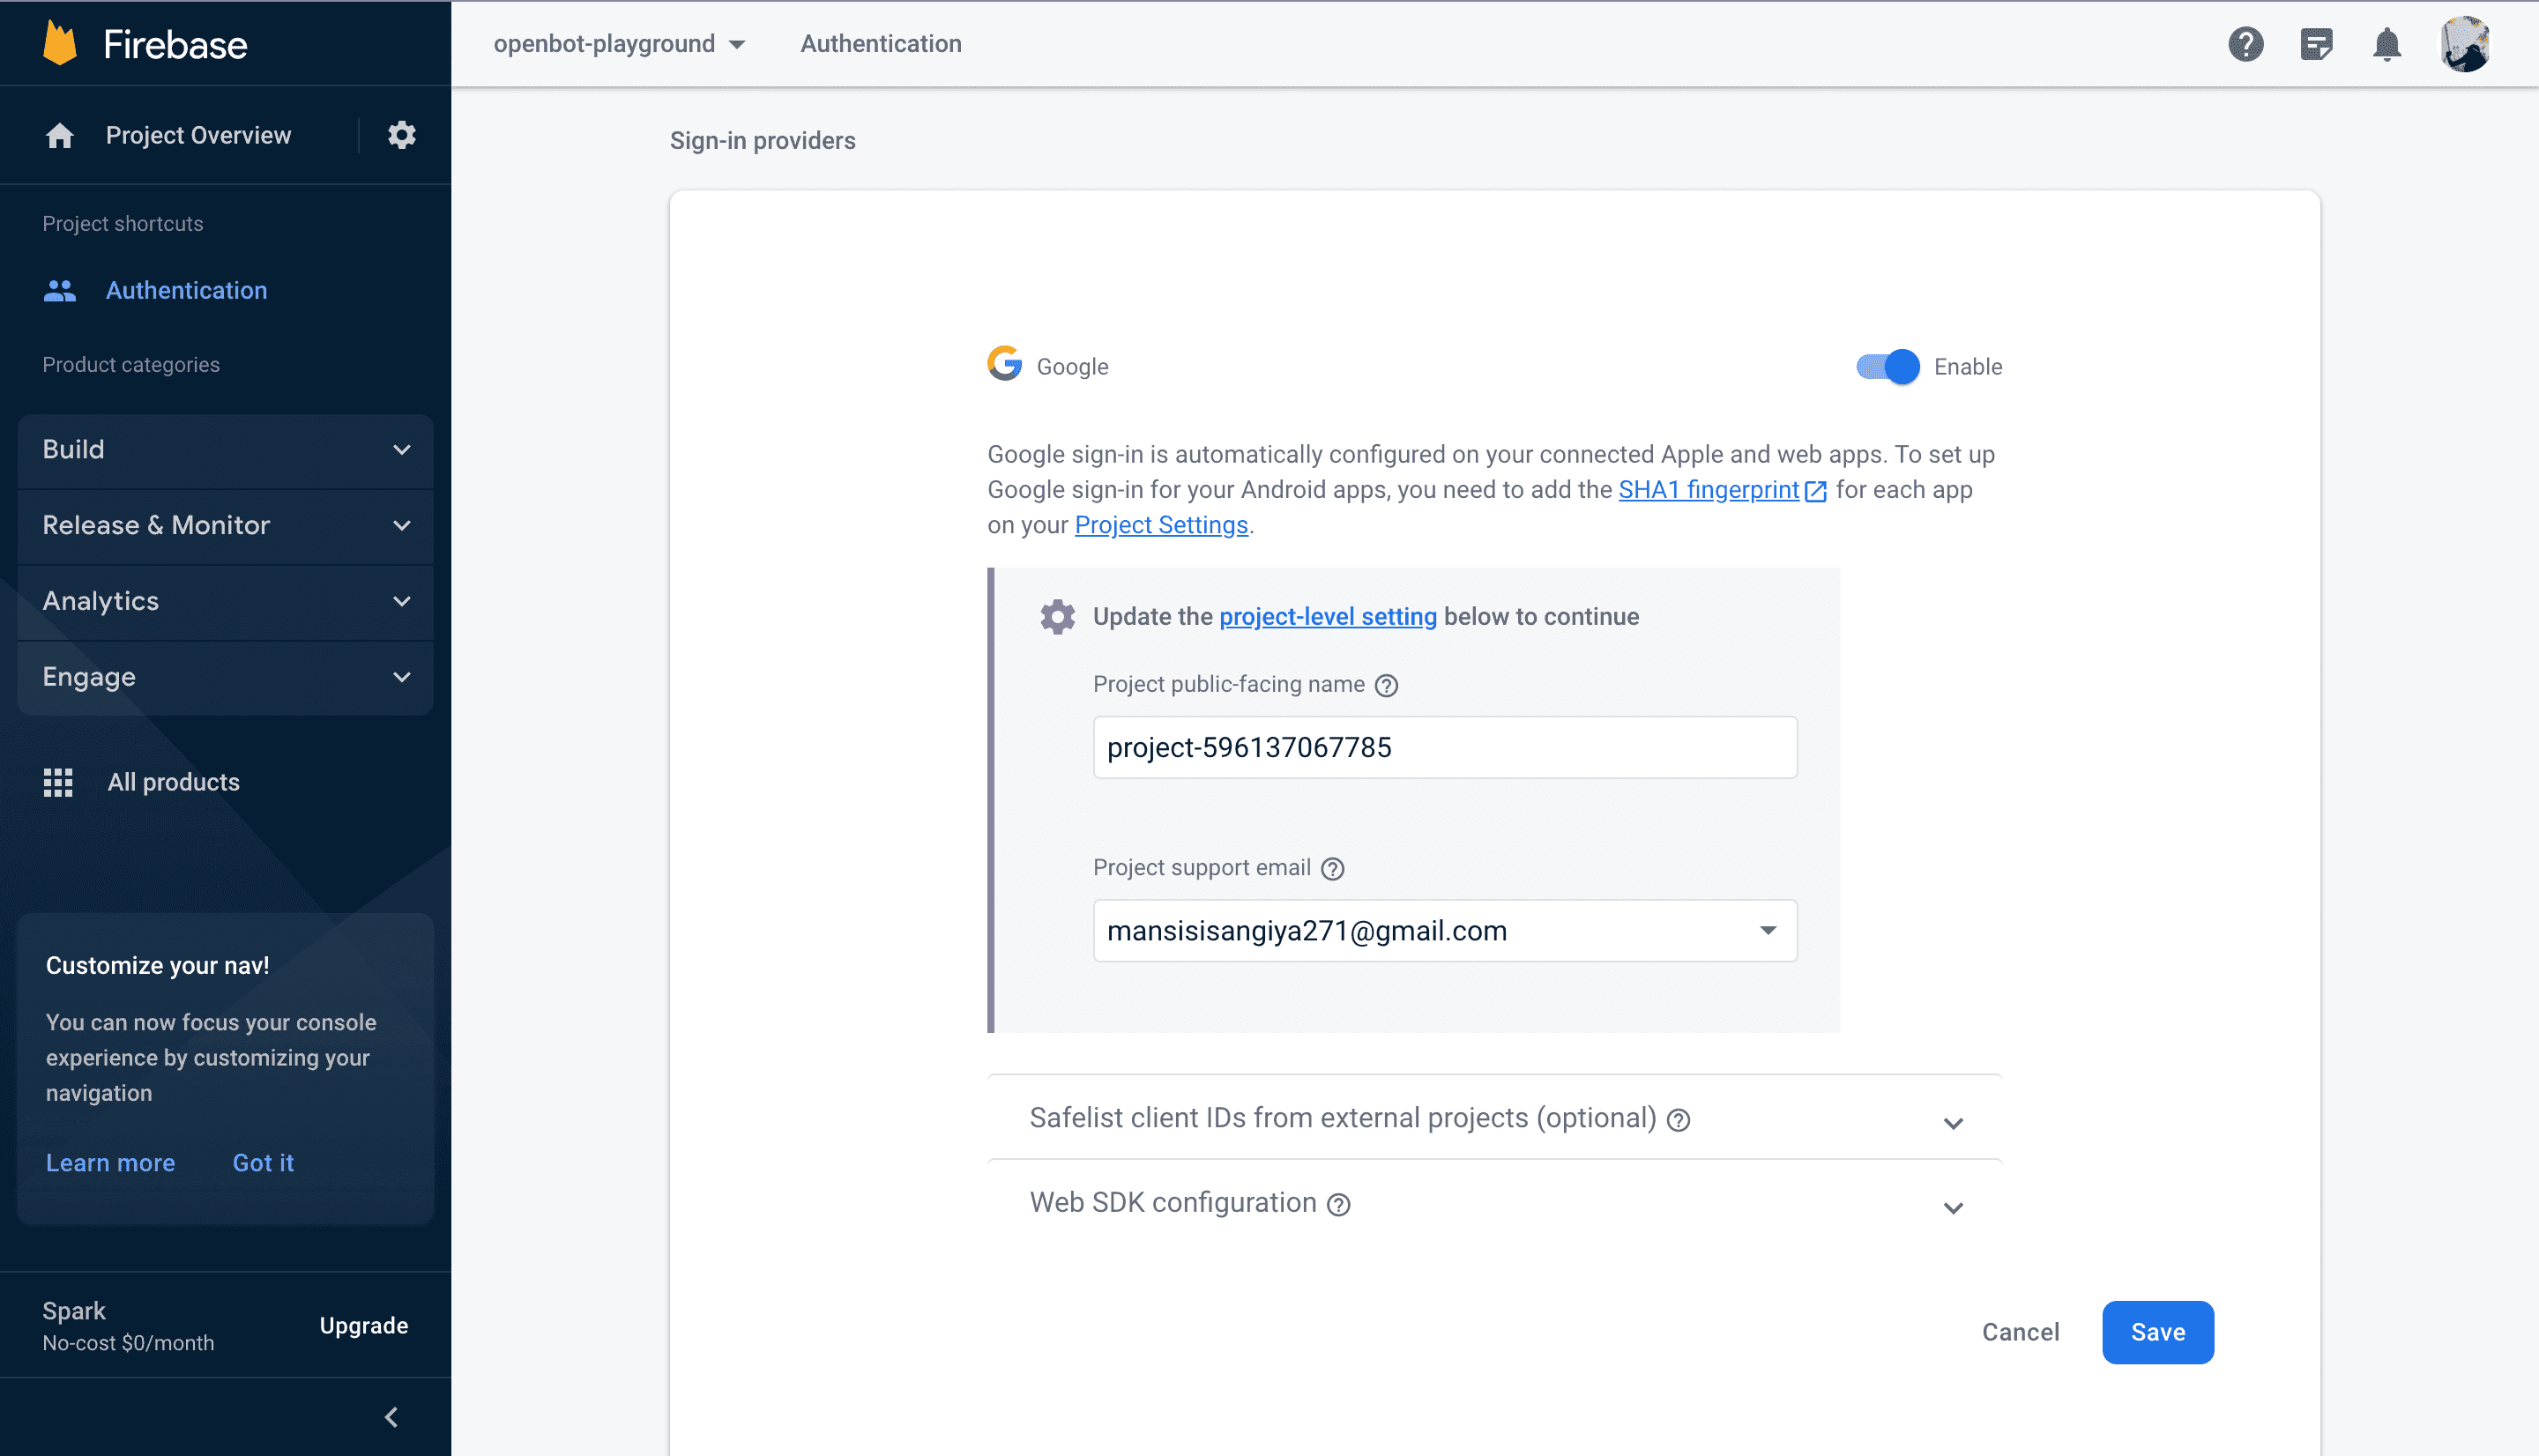 Firebase
Project Overview
Project shortcuts
Authentication
Product categories
Build
Release & Monitor
Analytics
Engage
All products
Customize your nav!
You can now focus your console
experience by customizing your
navigation
Learn more Got it
Spark
No-cost $0/month
Upgrade
openbot-playground Authentication
Sign-in providers
Google
Enable
Google sign-in is automatically configured on your connected Apple and web apps. To set up
Google sign-in for your Android apps, you need to add the SHA1 fingerprint for each app
on your Project Settings.
Update the project-level setting below to continue
Project public-facing name
project-596137067785
Project support email
mansisisangiya271@gmail.com
Safelist client IDs from external projects (optional)
Web SDK configuration
Cancel Save